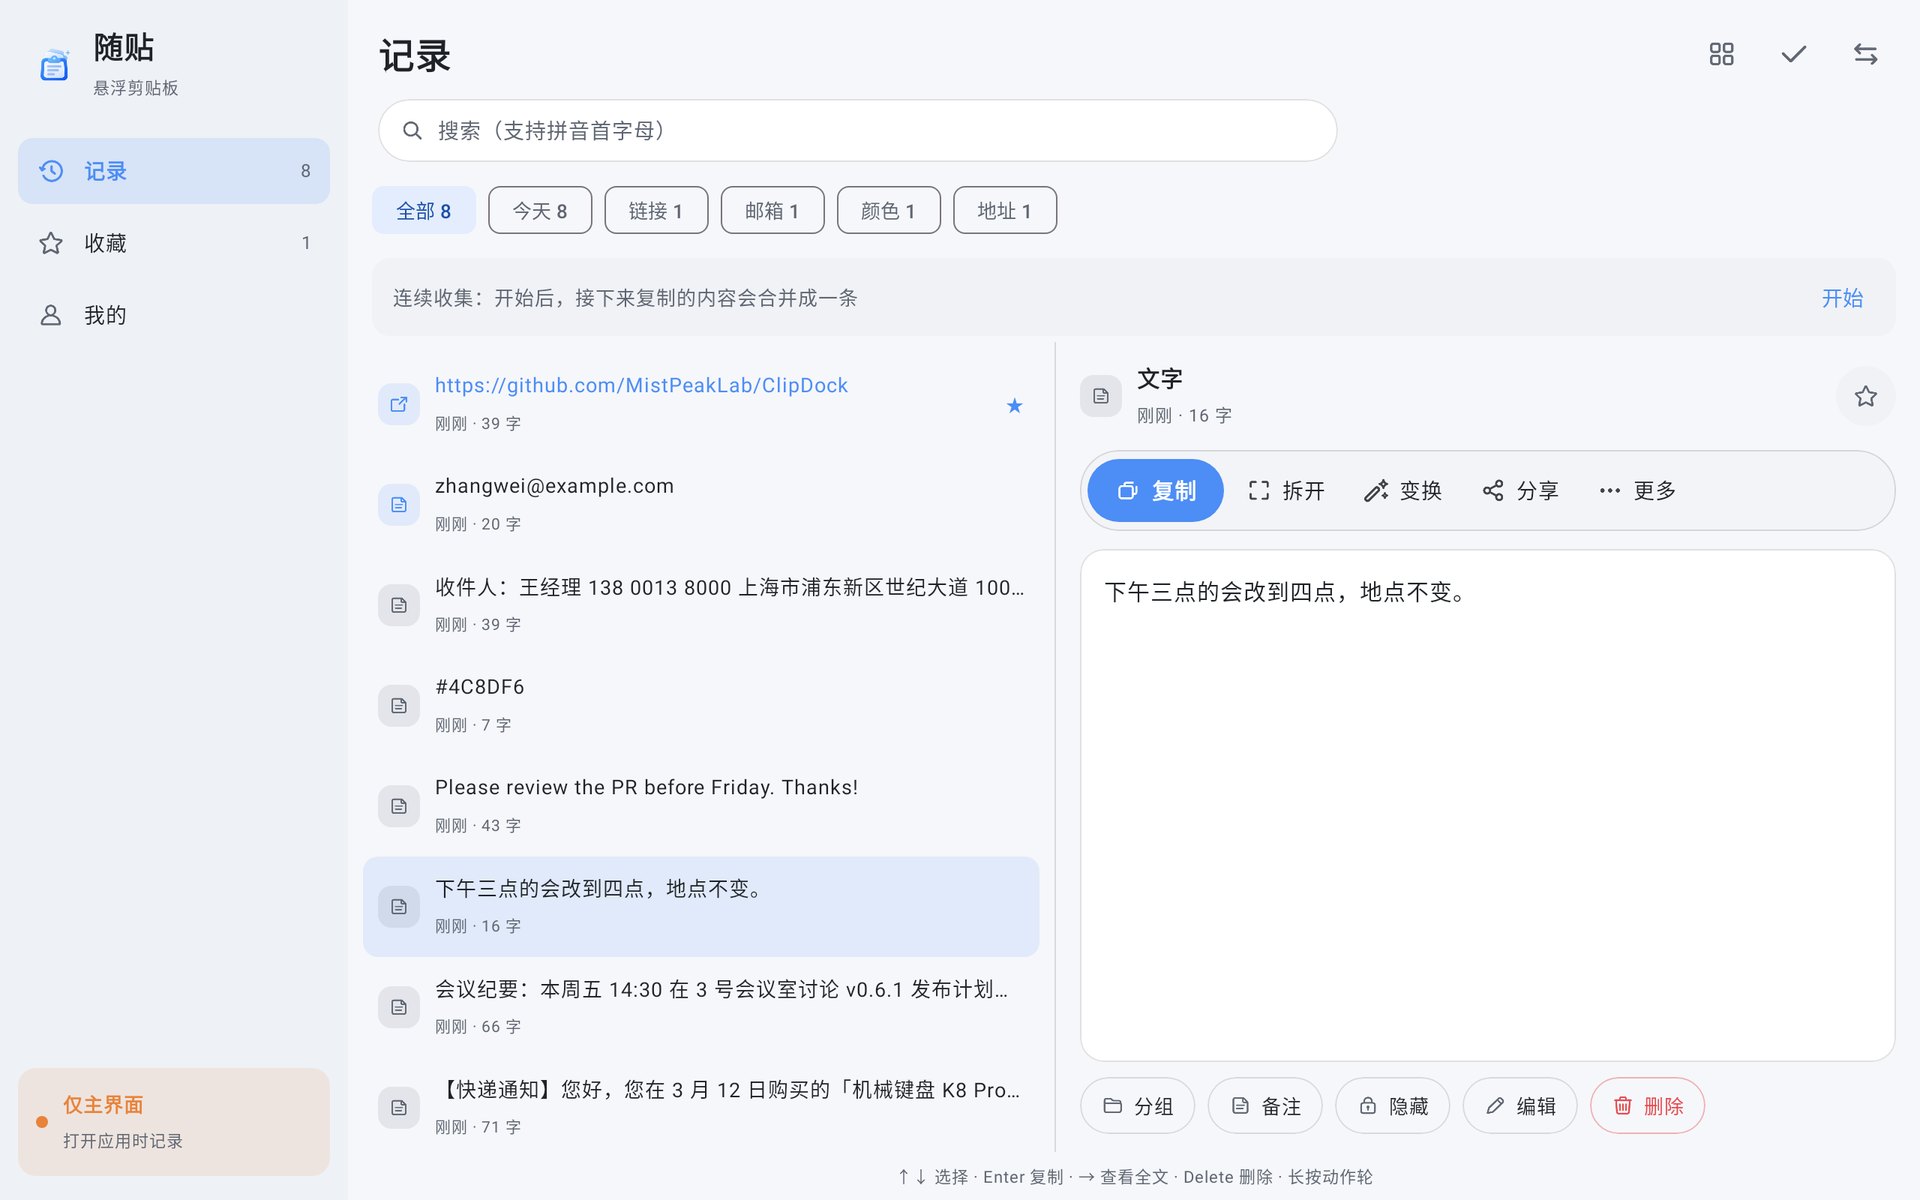 随贴
悬浮剪贴板
记录 8
收藏 1
我的
仅主界面
打开应用时记录
记录
搜索（支持拼音首字母）
全部 8 今天 8 链接 1 邮箱 1 颜色 1 地址 1
连续收集：开始后，接下来复制的内容会合并成一条 开始
https://github.com/MistPeakLab/ClipDock
刚刚 · 39 字
zhangwei@example.com
刚刚 · 20 字
收件人：王经理 138 0013 8000 上海市浦东新区世纪大道 100…
刚刚 · 39 字
#4C8DF6
刚刚 · 7 字
Please review the PR before Friday. Thanks!
刚刚 · 43 字
下午三点的会改到四点，地点不变。
刚刚 · 16 字
会议纪要：本周五 14:30 在 3 号会议室讨论 v0.6.1 发布计划…
刚刚 · 66 字
【快递通知】您好，您在 3 月 12 日购买的「机械键盘 K8 Pro…
刚刚 · 71 字
文字
刚刚 · 16 字
复制 拆开 变换 分享 更多
下午三点的会改到四点，地点不变。
分组 备注 隐藏 编辑 删除
↑↓ 选择 · Enter 复制 · → 查看全文 · Delete 删除 · 长按动作轮